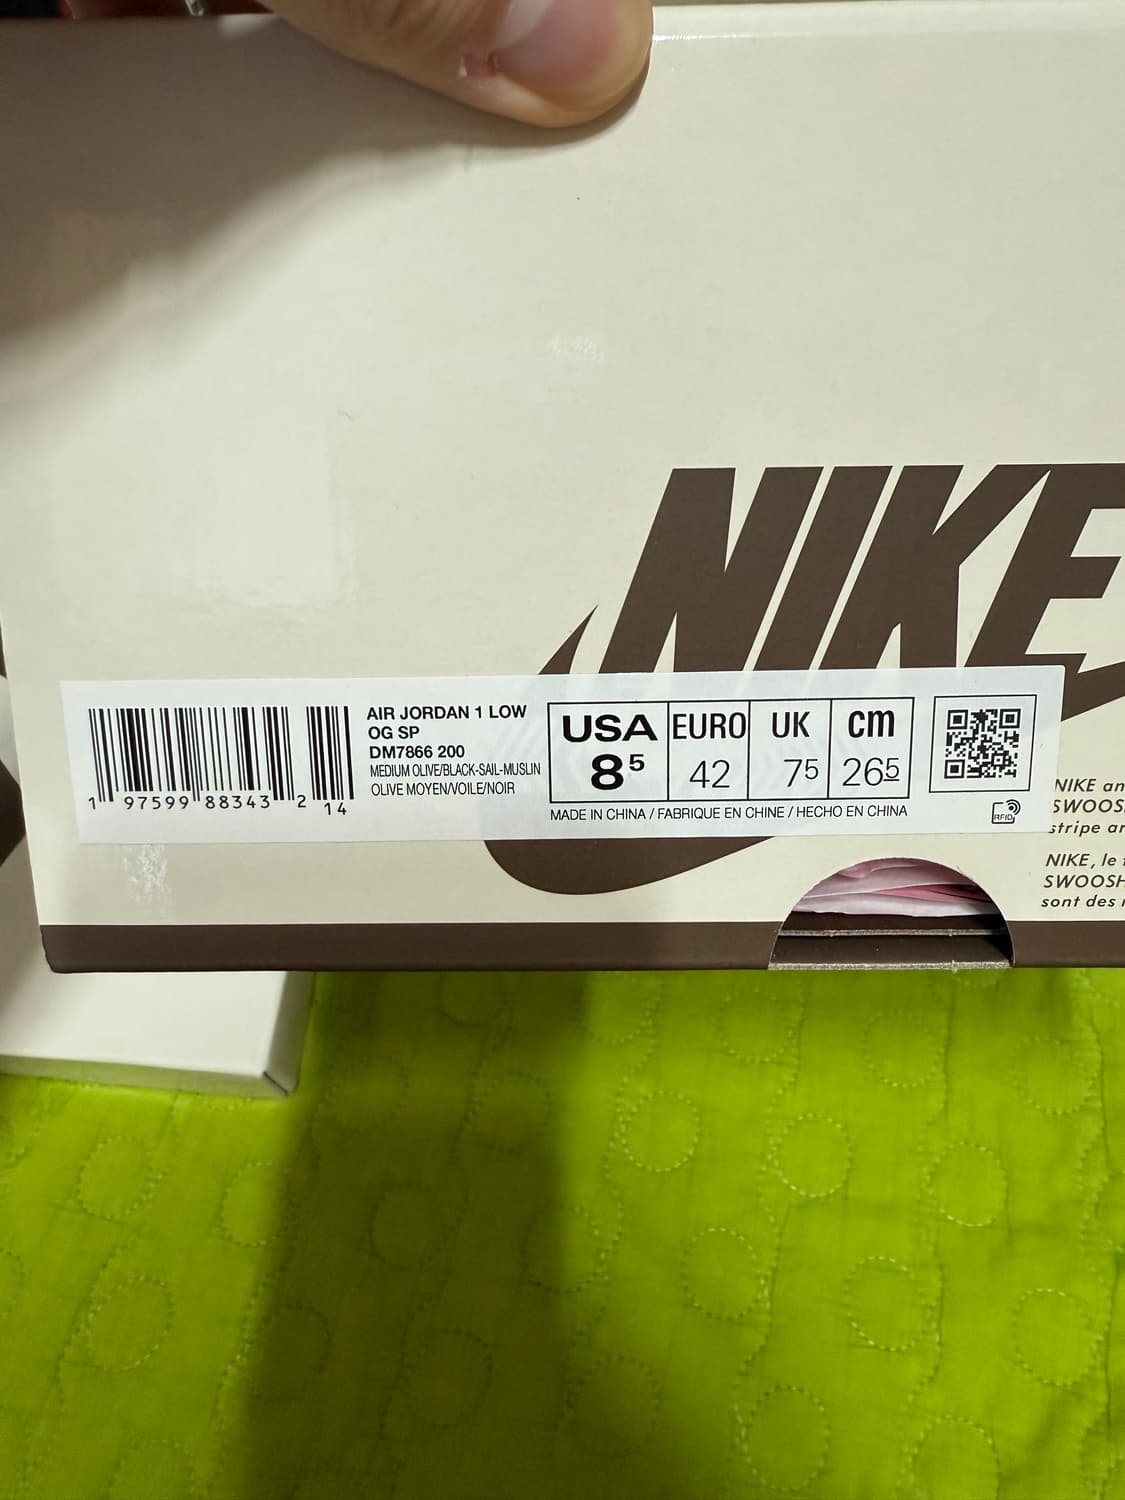 NIKE
AIR JORDAN 1 LOW
OG SP
DM7866 200
MEDIUM OLIVE/BLACK-SAIL-MUSLIN
OLIVE MOYEN/VOILE/NOIR
1 97599 88343 2
14
USA EURO UK cm
8⁵ 42 7⁵ 26⁵
MADE IN CHINA / FABRIQUE EN CHINE / HECHO EN CHINA
RFID
NIKE an
SWOOS
stripe ar
NIKE, le
SWOOSH
sont des